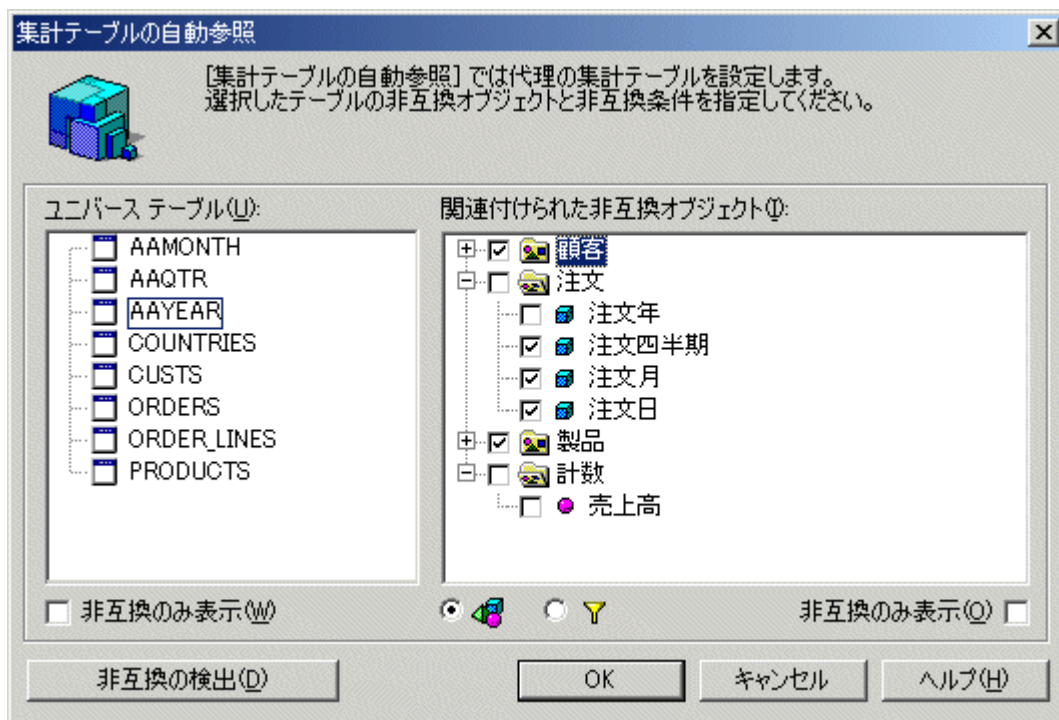 集計テーブルの自動参照
[集計テーブルの自動参照] では代理の集計テーブルを設定します。
選択したテーブルの非互換オブジェクトと非互換条件を指定してください。
ユニバース テーブル(U):
AAMONTH
AAQTR
AAYEAR
COUNTRIES
CUSTS
ORDERS
ORDER_LINES
PRODUCTS
非互換のみ表示(W)
関連付けられた非互換オブジェクト(I):
顧客
注文
注文年
注文四半期
注文月
注文日
製品
計数
売上高
非互換のみ表示(O)
非互換の検出(D)
OK
キャンセル
ヘルプ(H)